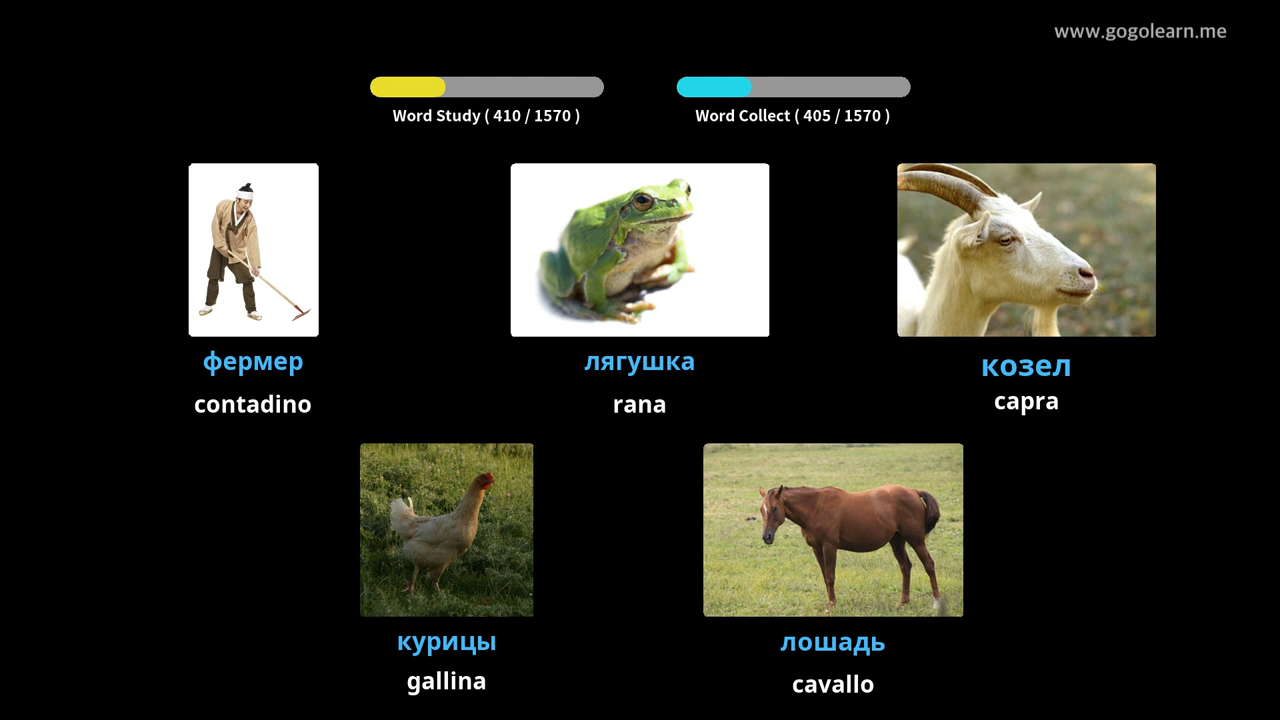 www.gogolearn.me
Word Study ( 410 / 1570 )
Word Collect ( 405 / 1570 )
фермер
contadino
лягушка
rana
козел
capra
курицы
gallina
лошадь
cavallo